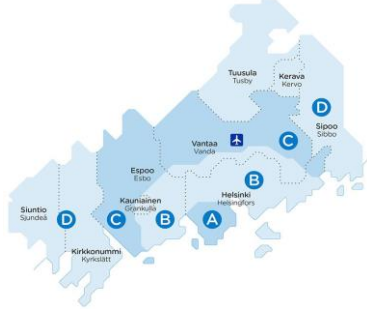 Tuusula
Tusby
Kerava
Kervo
D
Sipoo
Sibbo
Vantaa
Vanda
C
Espoo
Esbo
B
Helsinki
Helsingfors
Kauniainen
Grankulla
Siuntio
Sjundeå
D
C
B
A
Kirkkonummi
Kyrkslätt